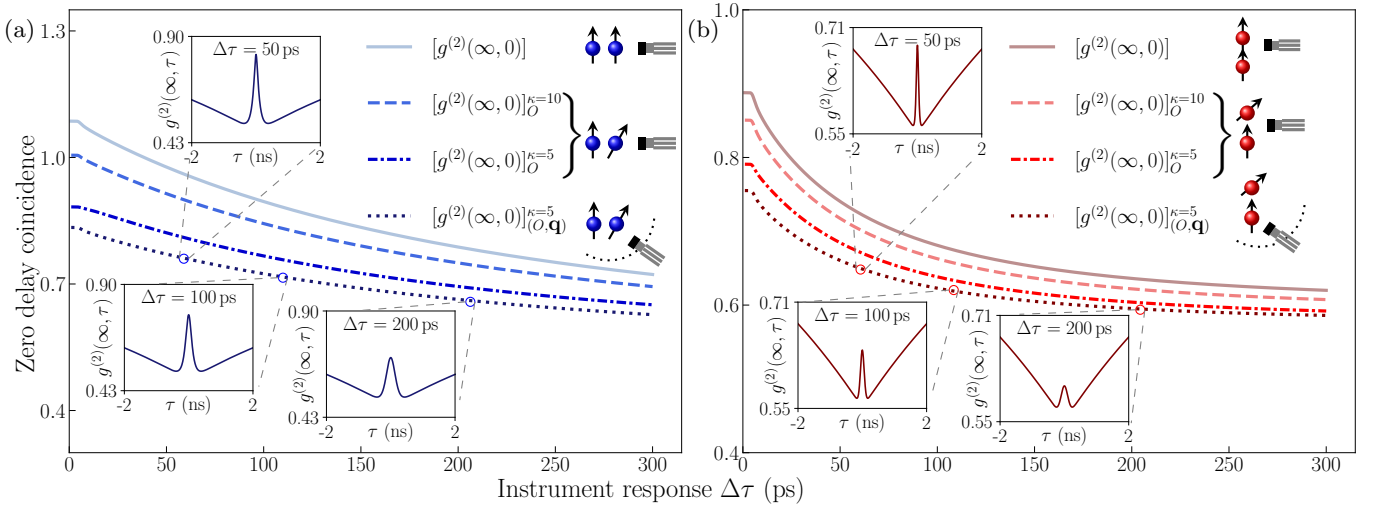 (a)
Zero delay coincidence
1.3
1.0
0.7
0.4
0
50
100
150
200
250
300
[g^{(2)}(∞, 0)]
[g^{(2)}(∞, 0)]_O^{κ=10}
[g^{(2)}(∞, 0)]_O^{κ=5}
[g^{(2)}(∞, 0)]_{(O,q)}^{κ=5}
0.90
Δτ = 50 ps
g^{(2)}(∞, τ)
0.43
-2
τ (ns)
2
0.90
Δτ = 100 ps
g^{(2)}(∞, τ)
0.43
-2
τ (ns)
2
0.90
Δτ = 200 ps
g^{(2)}(∞, τ)
0.43
-2
τ (ns)
2
(b)
1.0
0.8
0.6
0.4
0
50
100
150
200
250
300
[g^{(2)}(∞, 0)]
[g^{(2)}(∞, 0)]_O^{κ=10}
[g^{(2)}(∞, 0)]_O^{κ=5}
[g^{(2)}(∞, 0)]_{(O,q)}^{κ=5}
0.71
Δτ = 50 ps
g^{(2)}(∞, τ)
0.55
-2
τ (ns)
2
0.71
Δτ = 100 ps
g^{(2)}(∞, τ)
0.55
-2
τ (ns)
2
0.71
Δτ = 200 ps
g^{(2)}(∞, τ)
0.55
-2
τ (ns)
2
Instrument response Δτ (ps)